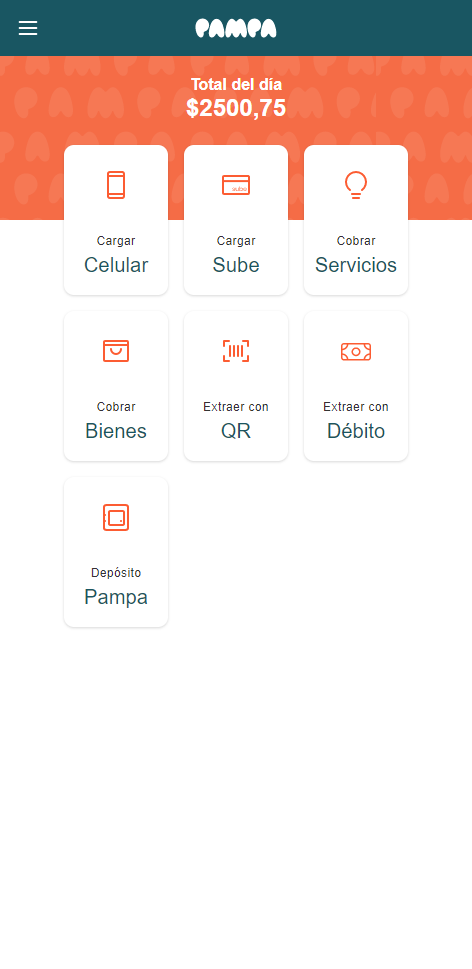 PAMPA
Total del día
$2500,75
Cargar
Celular
sube
Cargar
Sube
Cobrar
Servicios
Cobrar
Bienes
Extraer con
QR
Extraer con
Débito
Depósito
Pampa